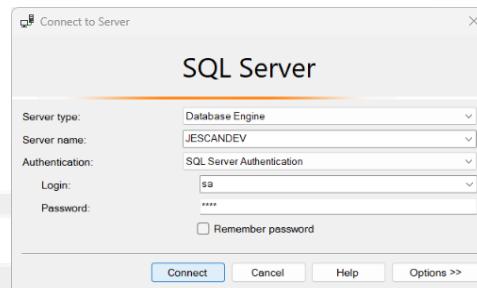 Connect to Server
SQL Server
Server type: Database Engine
Server name: JESCANDEV
Authentication: SQL Server Authentication
Login: sa
Password: ****
Remember password
Connect Cancel Help Options >>